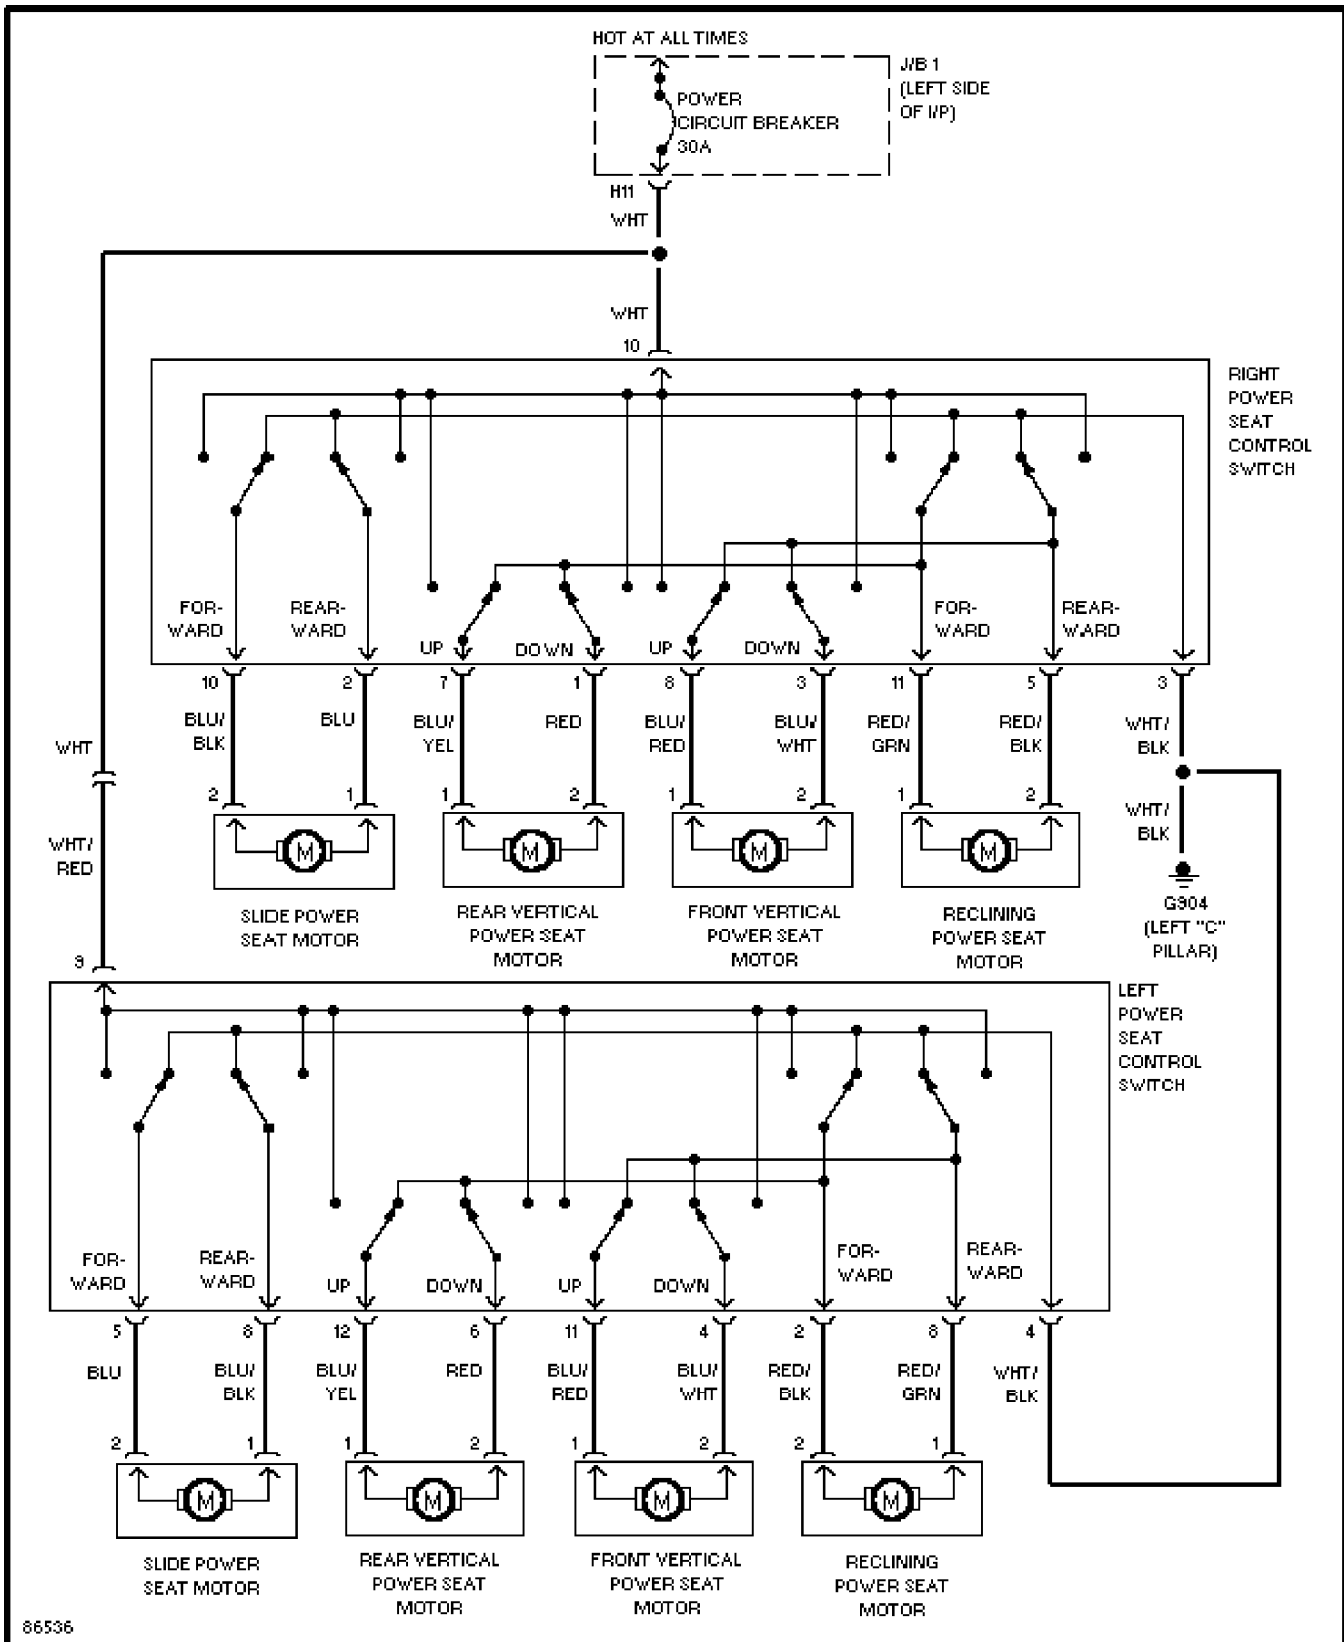 HOT AT ALL TIMES
J/B 1
(LEFT SIDE
OF I/P)
POWER
CIRCUIT BREAKER
30A
H11
WHT
WHT
10
RIGHT
POWER
SEAT
CONTROL
SWITCH
FOR-
WARD
REAR-
WARD
UP
DOWN
UP
DOWN
FOR-
WARD
REAR-
WARD
10
2
7
1
8
3
11
5
3
BLU/
BLK
BLU
BLU/
YEL
RED
BLU/
RED
BLU/
WHT
RED/
GRN
RED/
BLK
WHT/
BLK
WHT
2
1
1
2
1
2
1
2
WHT/
BLK
WHT/
RED
M
M
M
M
SLIDE POWER
SEAT MOTOR
REAR VERTICAL
POWER SEAT
MOTOR
FRONT VERTICAL
POWER SEAT
MOTOR
RECLINING
POWER SEAT
MOTOR
G904
(LEFT "C"
PILLAR)
9
LEFT
POWER
SEAT
CONTROL
SWITCH
FOR-
WARD
REAR-
WARD
UP
DOWN
UP
DOWN
FOR-
WARD
REAR-
WARD
5
8
12
6
11
4
2
8
4
BLU
BLU/
BLK
BLU/
YEL
RED
BLU/
RED
BLU/
WHT
RED/
BLK
RED/
GRN
WHT/
BLK
2
1
1
2
1
2
2
1
M
M
M
M
SLIDE POWER
SEAT MOTOR
REAR VERTICAL
POWER SEAT
MOTOR
FRONT VERTICAL
POWER SEAT
MOTOR
RECLINING
POWER SEAT
MOTOR
86536